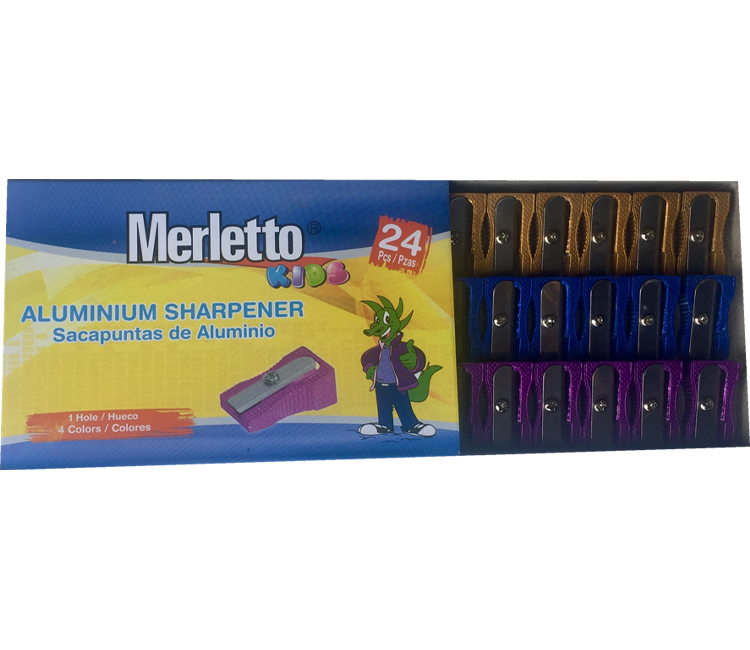 Merletto®
KIDS
24
Pcs / Pzas
ALUMINIUM SHARPENER
Sacapuntas de Aluminio
1 Hole / Hueco
4 Colors / Colores